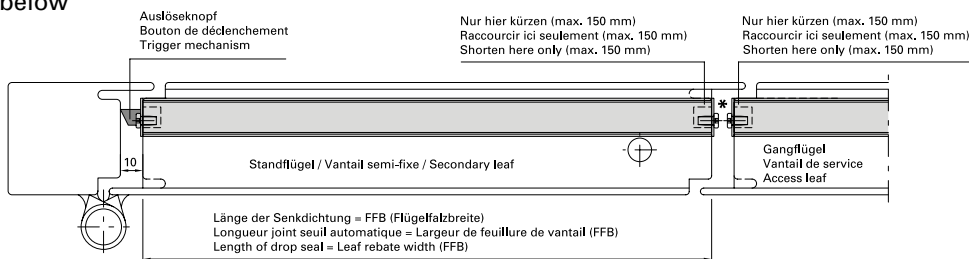 below
Auslöseknopf
Bouton de déclenchement
Trigger mechanism
Nur hier kürzen (max. 150 mm)
Raccourcir ici seulement (max. 150 mm)
Shorten here only (max. 150 mm)
Nur hier kürzen (max. 150 mm)
Raccourcir ici seulement (max. 150 mm)
Shorten here only (max. 150 mm)
*
10
Standflügel / Vantail semi-fixe / Secondary leaf
Gangflügel
Vantail de service
Access leaf
Länge der Senkdichtung = FFB (Flügelfalzbreite)
Longueur joint seuil automatique = Largeur de feuillure de vantail (FFB)
Length of drop seal = Leaf rebate width (FFB)